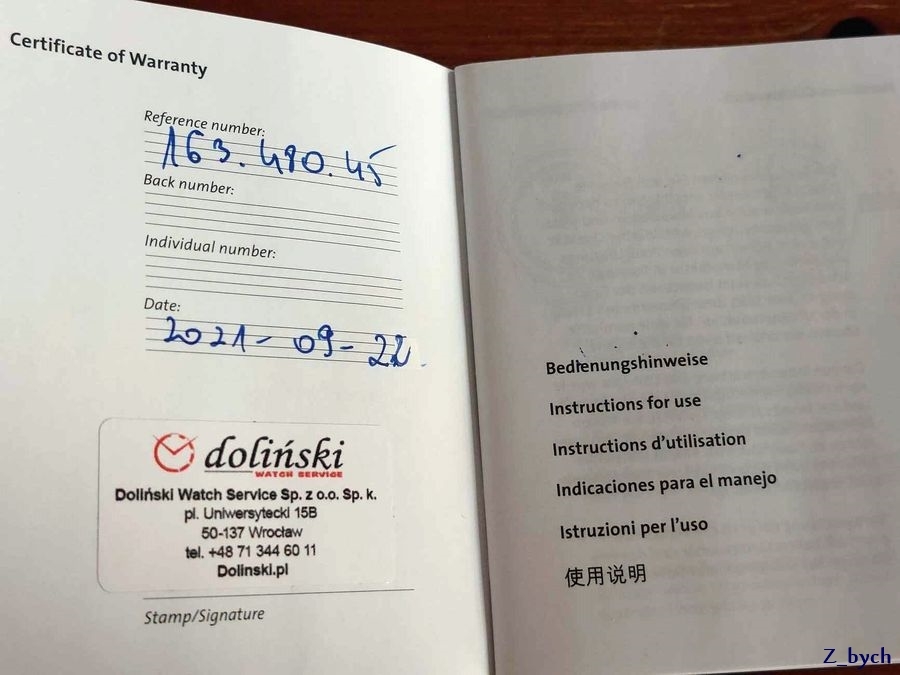 Certificate of Warranty
Reference number:
163.490.45
Back number:
Individual number:
Date:
2021-09-22
doliński
WATCH SERVICE
Doliński Watch Service Sp. z o.o. Sp. k.
pl. Uniwersytecki 15B
50-137 Wrocław
tel. +48 71 344 60 11
Dolinski.pl
Stamp/Signature
Bedienungshinweise
Instructions for use
Instructions d'utilisation
Indicaciones para el manejo
Istruzioni per l'uso
使用说明
Z_bych